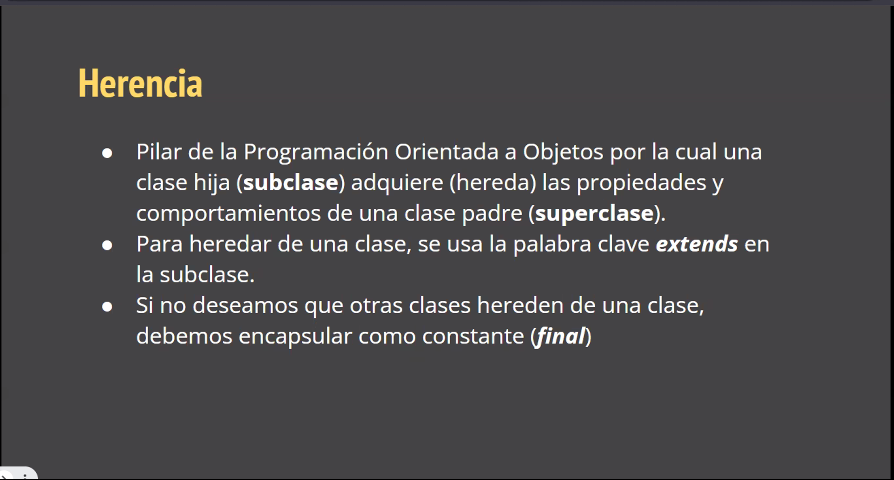 Herencia
● Pilar de la Programación Orientada a Objetos por la cual una
clase hija (subclase) adquiere (hereda) las propiedades y
comportamientos de una clase padre (superclase).
● Para heredar de una clase, se usa la palabra clave extends en
la subclase.
● Si no deseamos que otras clases hereden de una clase,
debemos encapsular como constante (final)